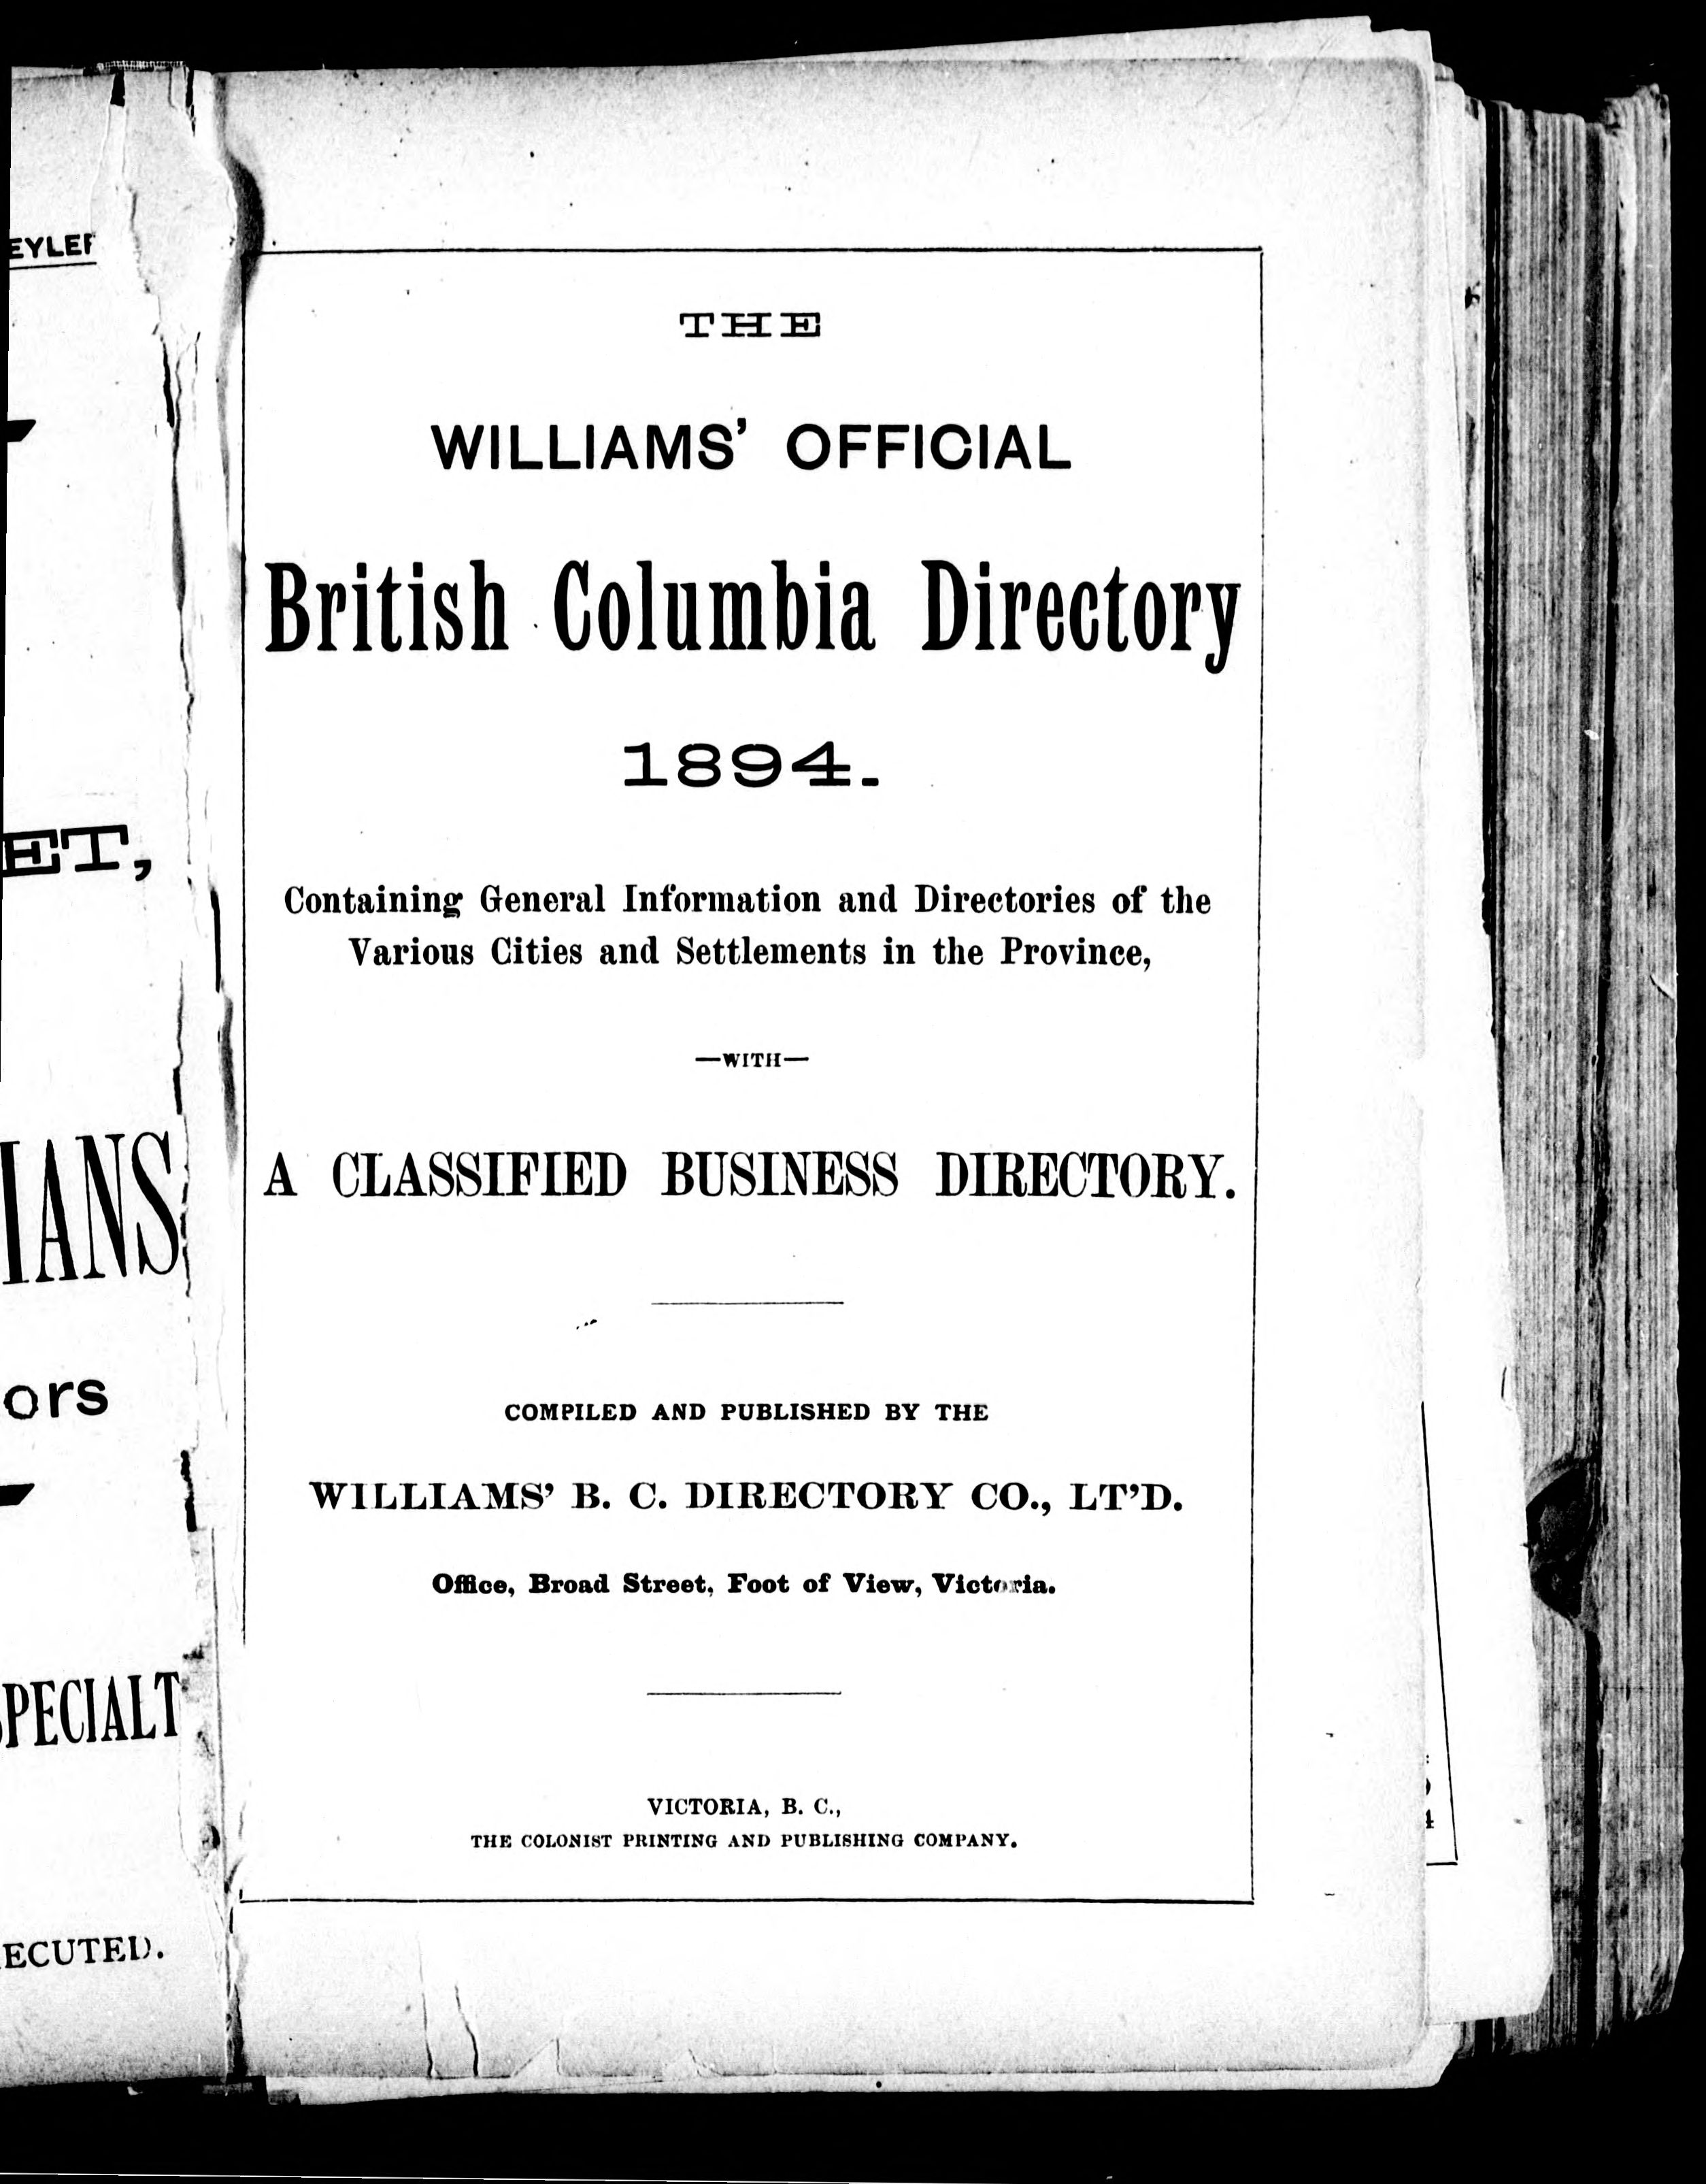 THE
WILLIAMS' OFFICIAL
British Columbia Directory
1894.
Containing General Information and Directories of the
Various Cities and Settlements in the Province,
—WITH—
A CLASSIFIED BUSINESS DIRECTORY.
COMPILED AND PUBLISHED BY THE
WILLIAMS' B. C. DIRECTORY CO., LT'D.
Office, Broad Street, Foot of View, Victoria.
VICTORIA, B. C.,
THE COLONIST PRINTING AND PUBLISHING COMPANY.
ET,
IANS
ors
PECIALT
ECUTED.